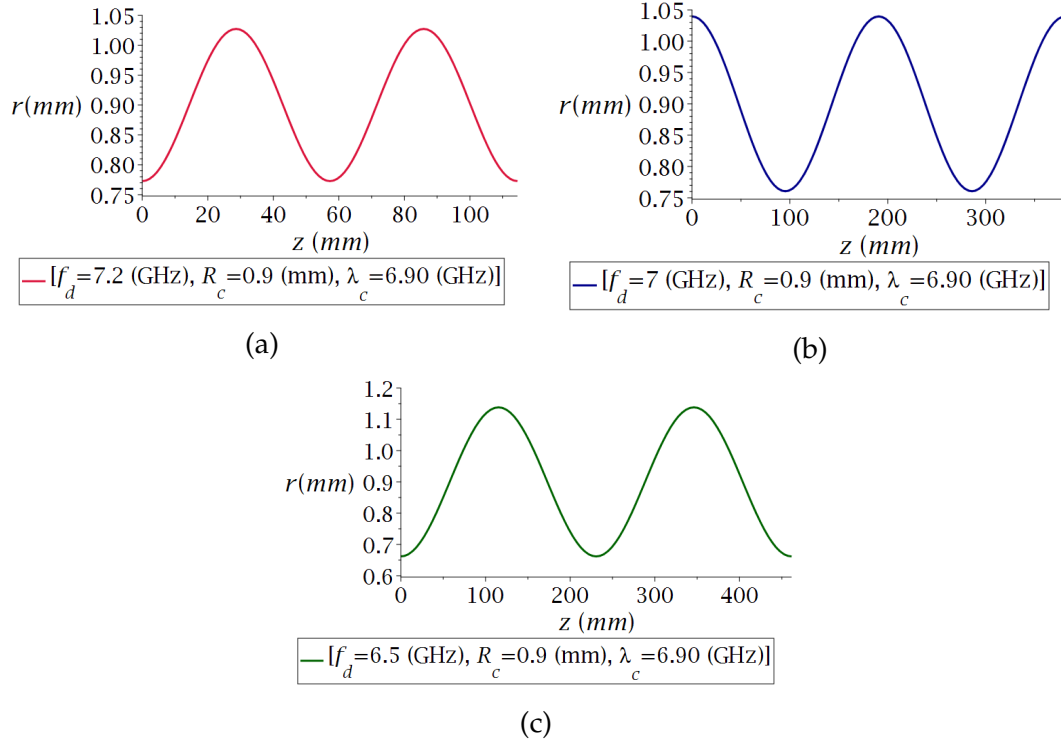 1.05
1.00
0.95
r(mm) 0.90
0.85
0.80
0.75
0 20 40 60 80 100
z (mm)
[f_d=7.2 (GHz), R_c=0.9 (mm), λ_c=6.90 (GHz)]
(a)
1.05
1.00
0.95
r(mm) 0.90
0.85
0.80
0.75
0 100 200 300
z (mm)
[f_d=7 (GHz), R_c=0.9 (mm), λ_c=6.90 (GHz)]
(b)
1.2
1.1
1.0
r(mm) 0.9
0.8
0.7
0.6
0 100 200 300 400
z (mm)
[f_d=6.5 (GHz), R_c=0.9 (mm), λ_c=6.90 (GHz)]
(c)